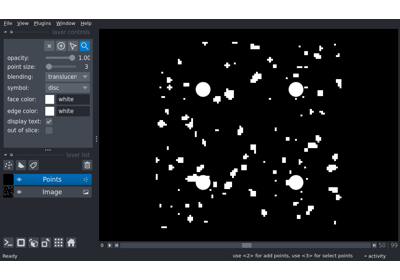 File View Plugins Window Help
layer controls
opacity: 1.00
point size: 3
blending: translucen
symbol: disc
face color: white
edge color: white
display text:
out of slice:
layer list
Points
Image
0 50 99
Ready use <2> for add points, use <3> for select points activity